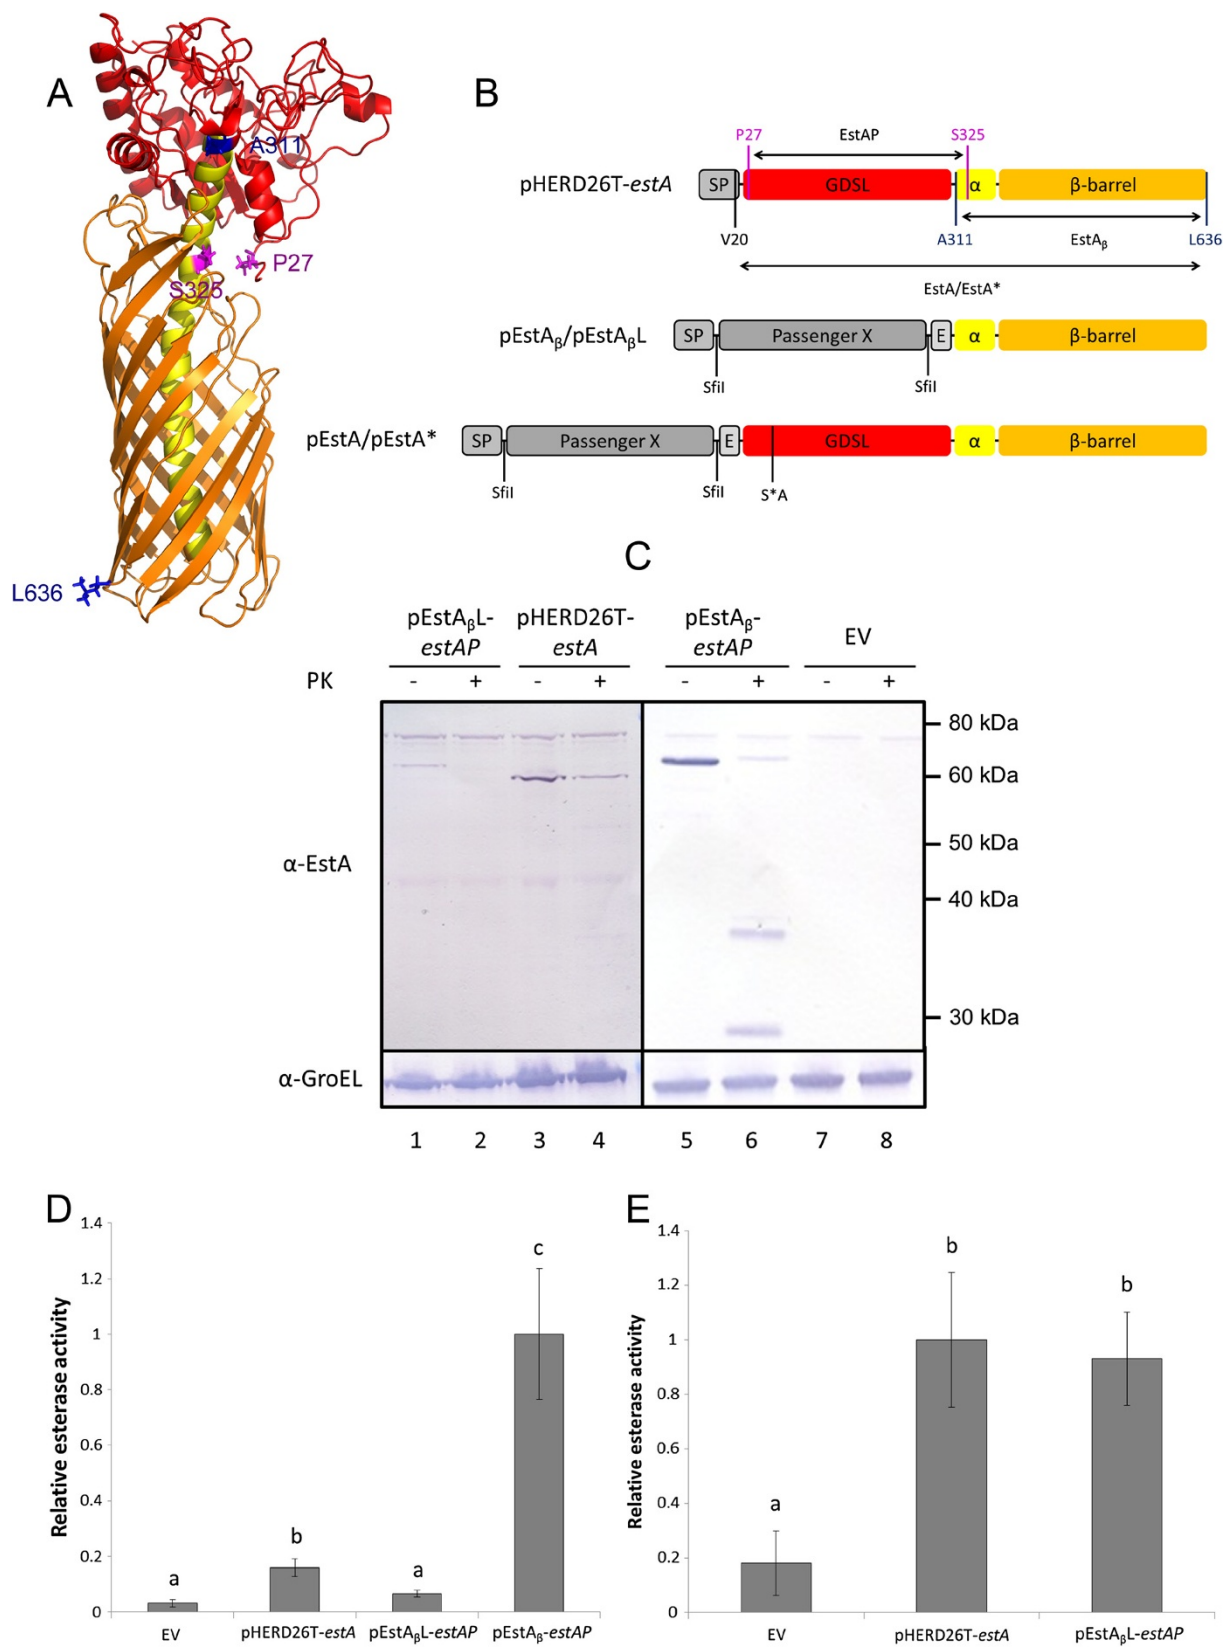 A
A311
P27
S325
L636
B
P27
EstAP
S325
pHERD26T-estA
SP
GDSL
α
β-barrel
V20
A311
EstAβ
L636
EstA/EstA*
pEstAβ/pEstAβL
SP
Passenger X
E
α
β-barrel
SfiI
SfiI
pEstA/pEstA*
SP
Passenger X
E
GDSL
α
β-barrel
SfiI
SfiI
S*A
C
pEstAβL-
estAP
pHERD26T-
estA
pEstAβ-
estAP
EV
PK - + - + - + - +
80 kDa
60 kDa
50 kDa
40 kDa
30 kDa
α-EstA
α-GroEL
1 2 3 4 5 6 7 8
D
Relative esterase activity
1.4
1.2
1
0.8
0.6
0.4
0.2
0
a
b
a
c
EV pHERD26T-estA pEstAβL-estAP pEstAβ-estAP
E
Relative esterase activity
1.4
1.2
1
0.8
0.6
0.4
0.2
0
a
b
b
EV pHERD26T-estA pEstAβL-estAP